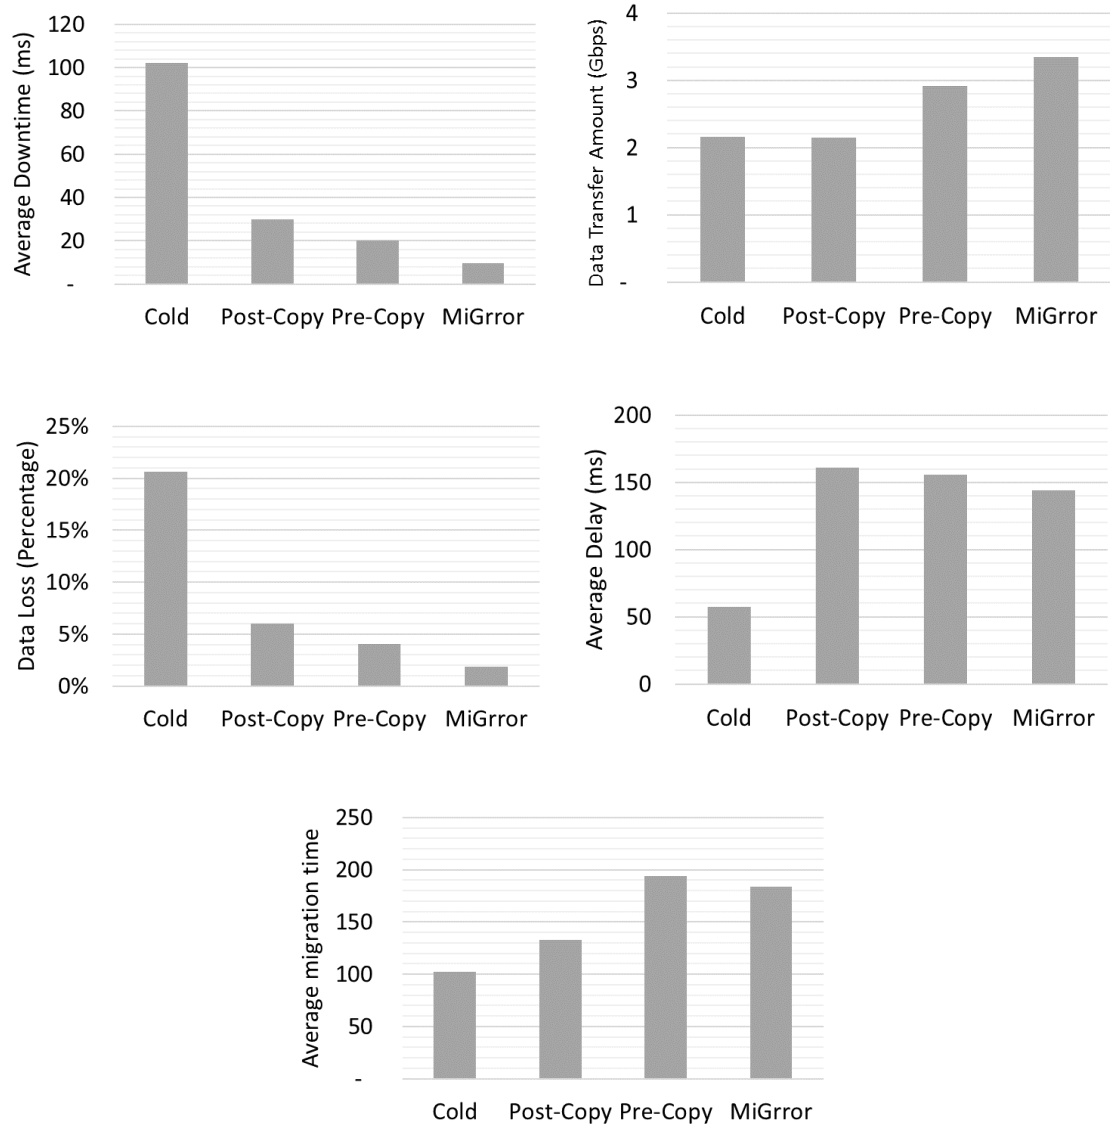 Average Downtime (ms)
120
100
80
60
40
20
-
Cold Post-Copy Pre-Copy MiGrror
Data Transfer Amount (Gbps)
4
3
2
1
-
Cold Post-Copy Pre-Copy MiGrror
Data Loss (Percentage)
25%
20%
15%
10%
5%
0%
Cold Post-Copy Pre-Copy MiGrror
Average Delay (ms)
200
150
100
50
0
Cold Post-Copy Pre-Copy MiGrror
Average migration time
250
200
150
100
50
-
Cold Post-Copy Pre-Copy MiGrror